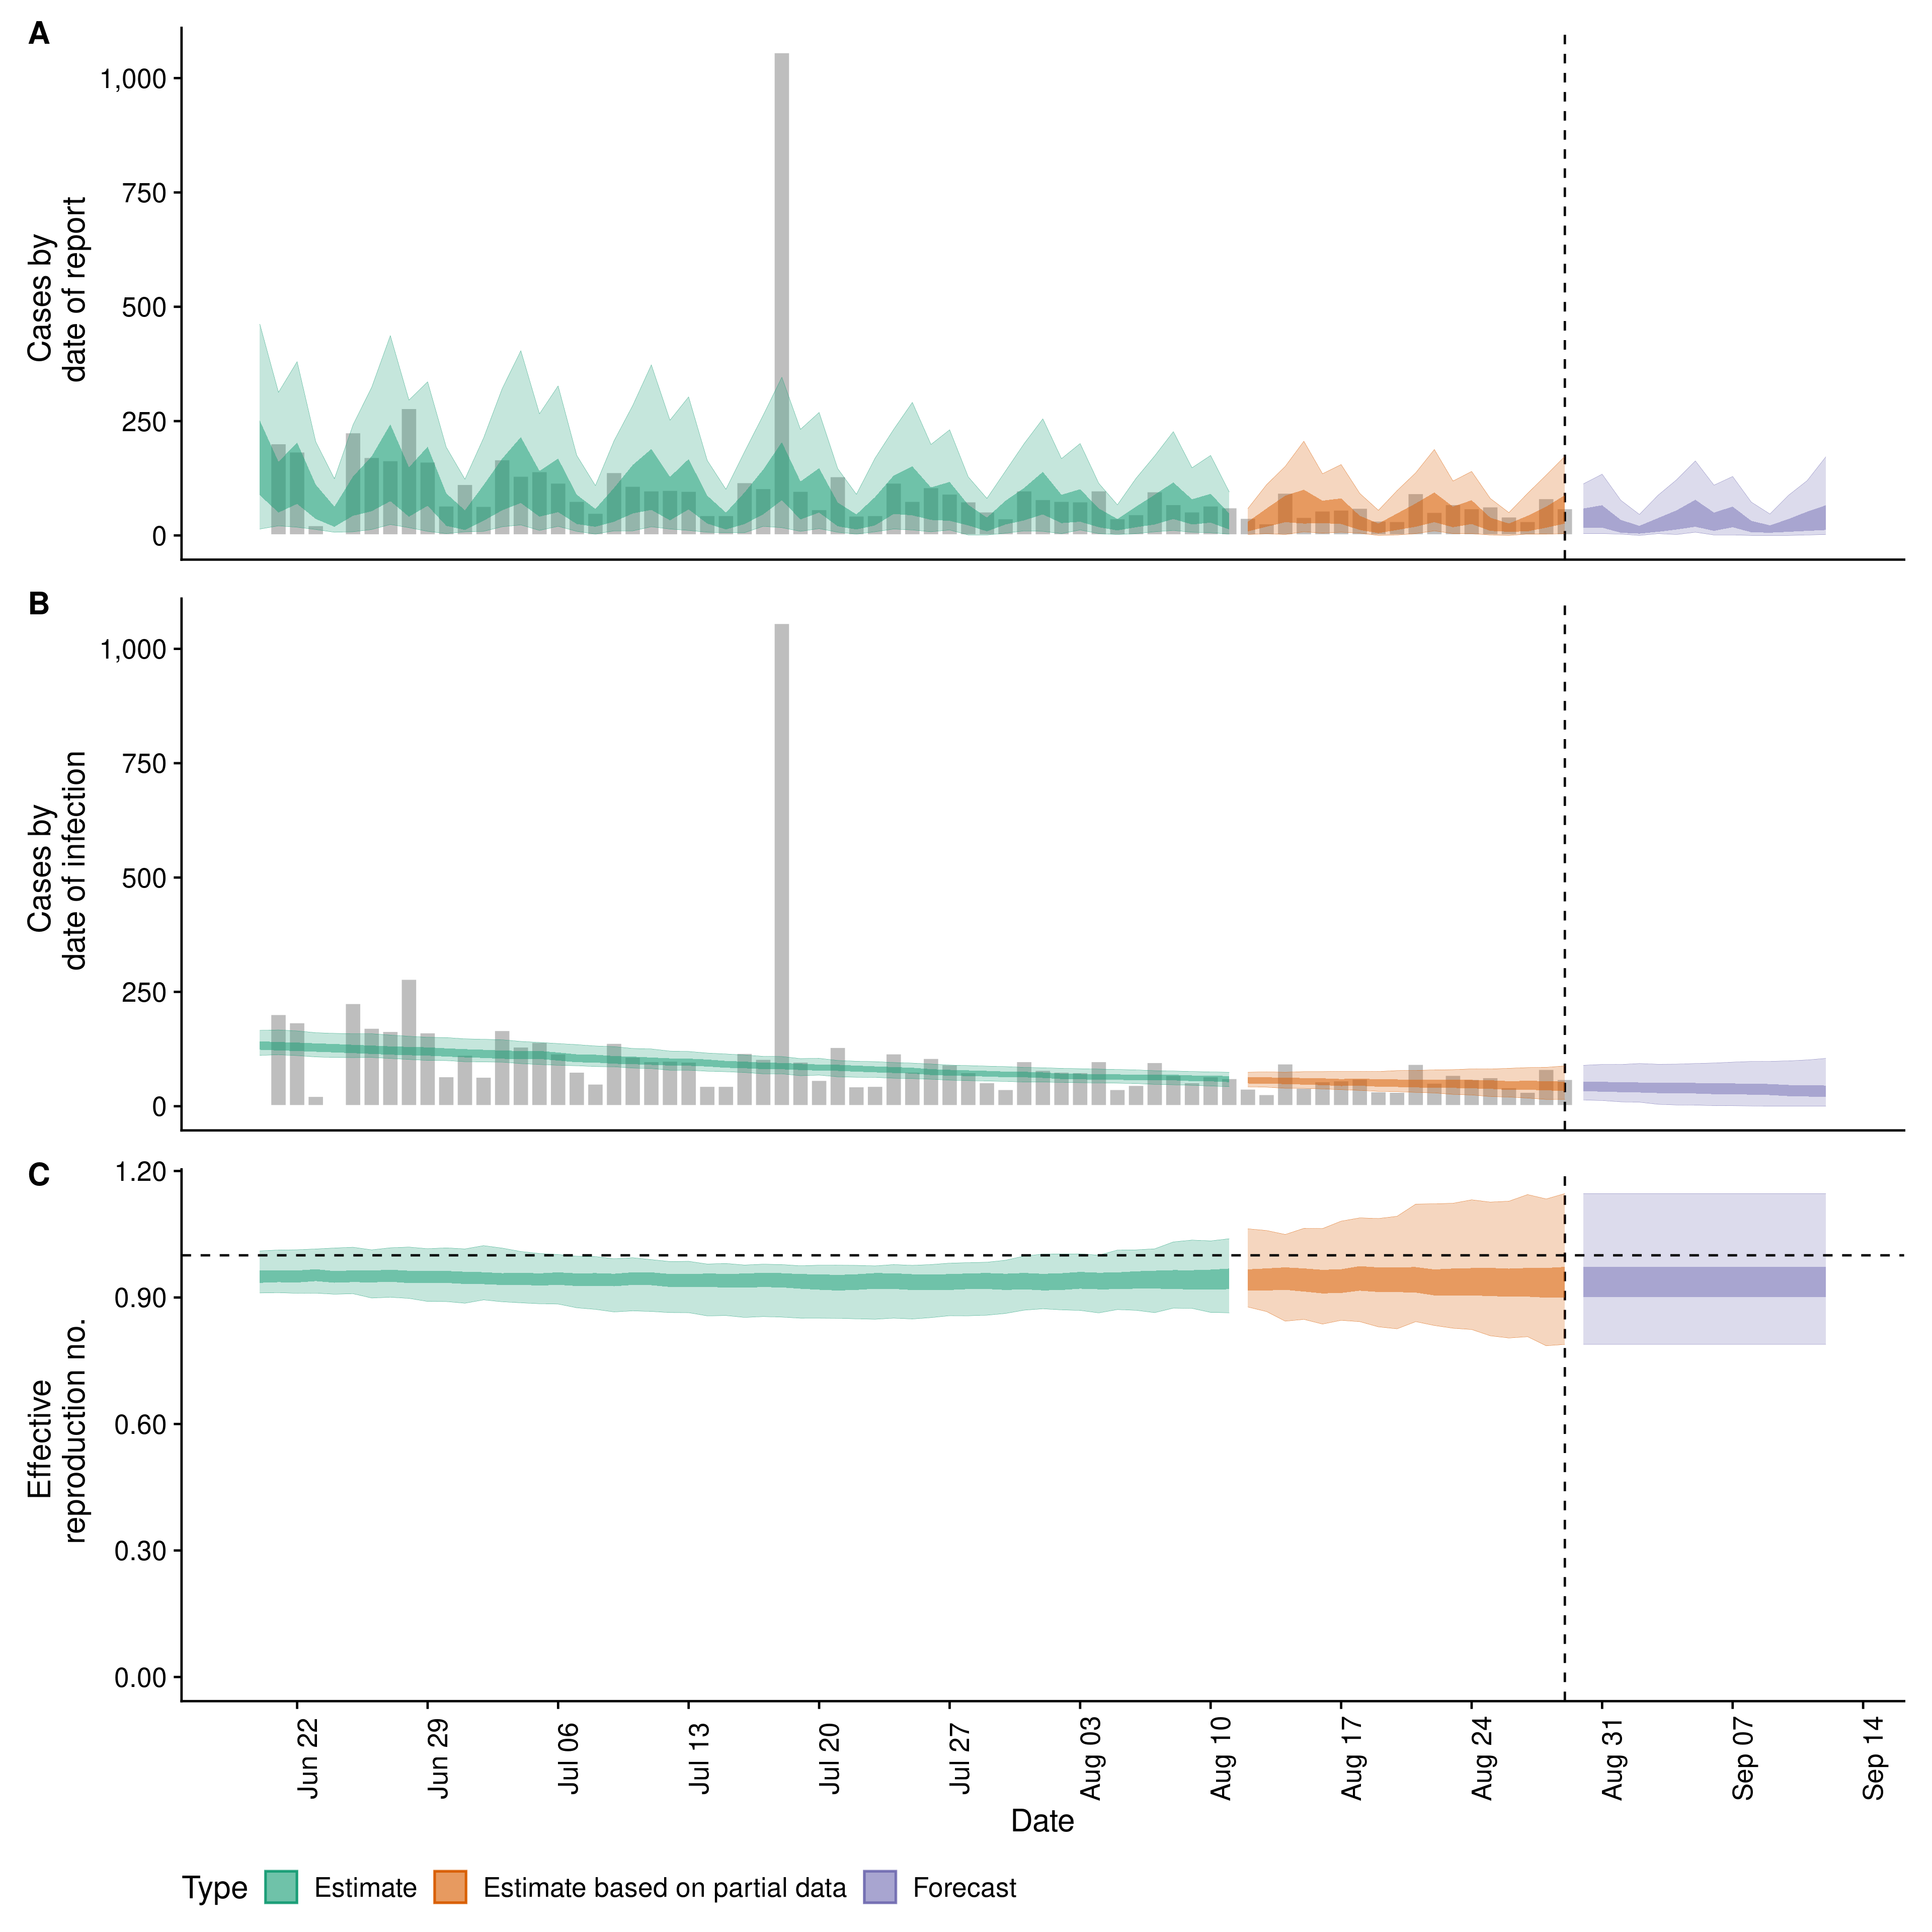 A
Cases by
date of report
1,000
750
500
250
0
B
Cases by
date of infection
1,000
750
500
250
0
C
Effective
reproduction no.
1.20
0.90
0.60
0.30
0.00
Jun 22
Jun 29
Jul 06
Jul 13
Jul 20
Jul 27
Aug 03
Aug 10
Aug 17
Aug 24
Aug 31
Sep 07
Sep 14
Date
Type Estimate Estimate based on partial data Forecast